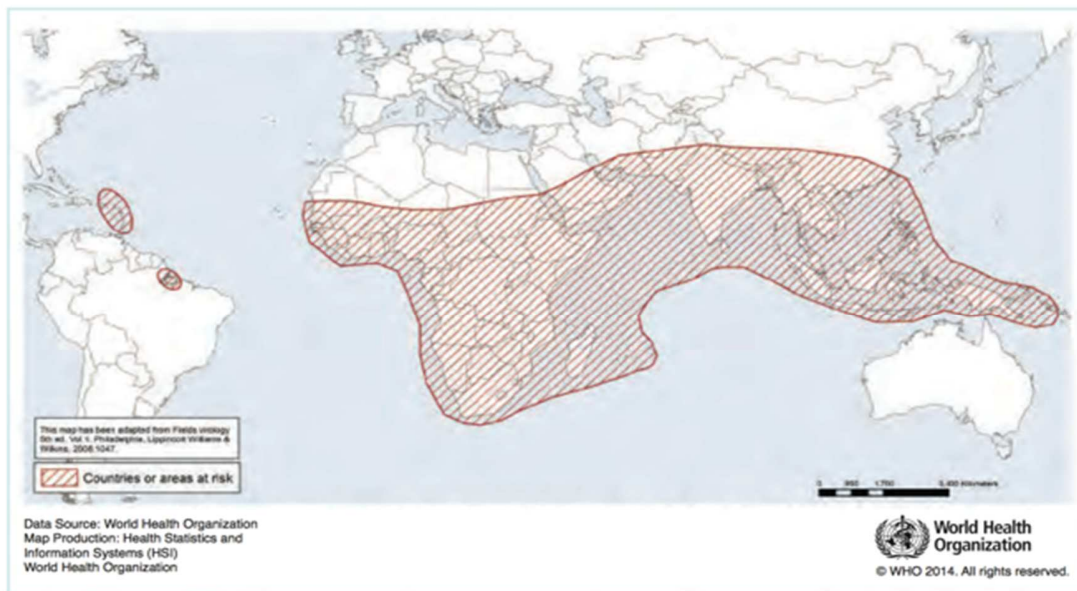 This map has been adapted from Fields Virology
5th ed. Vol 1. Philadelphia, Lippincott Williams &
Wilkins, 2006:1047.
Countries or areas at risk
0
Kilometers
Data Source: World Health Organization
Map Production: Health Statistics and
Information Systems (HSI)
World Health Organization
World Health
Organization
© WHO 2014. All rights reserved.